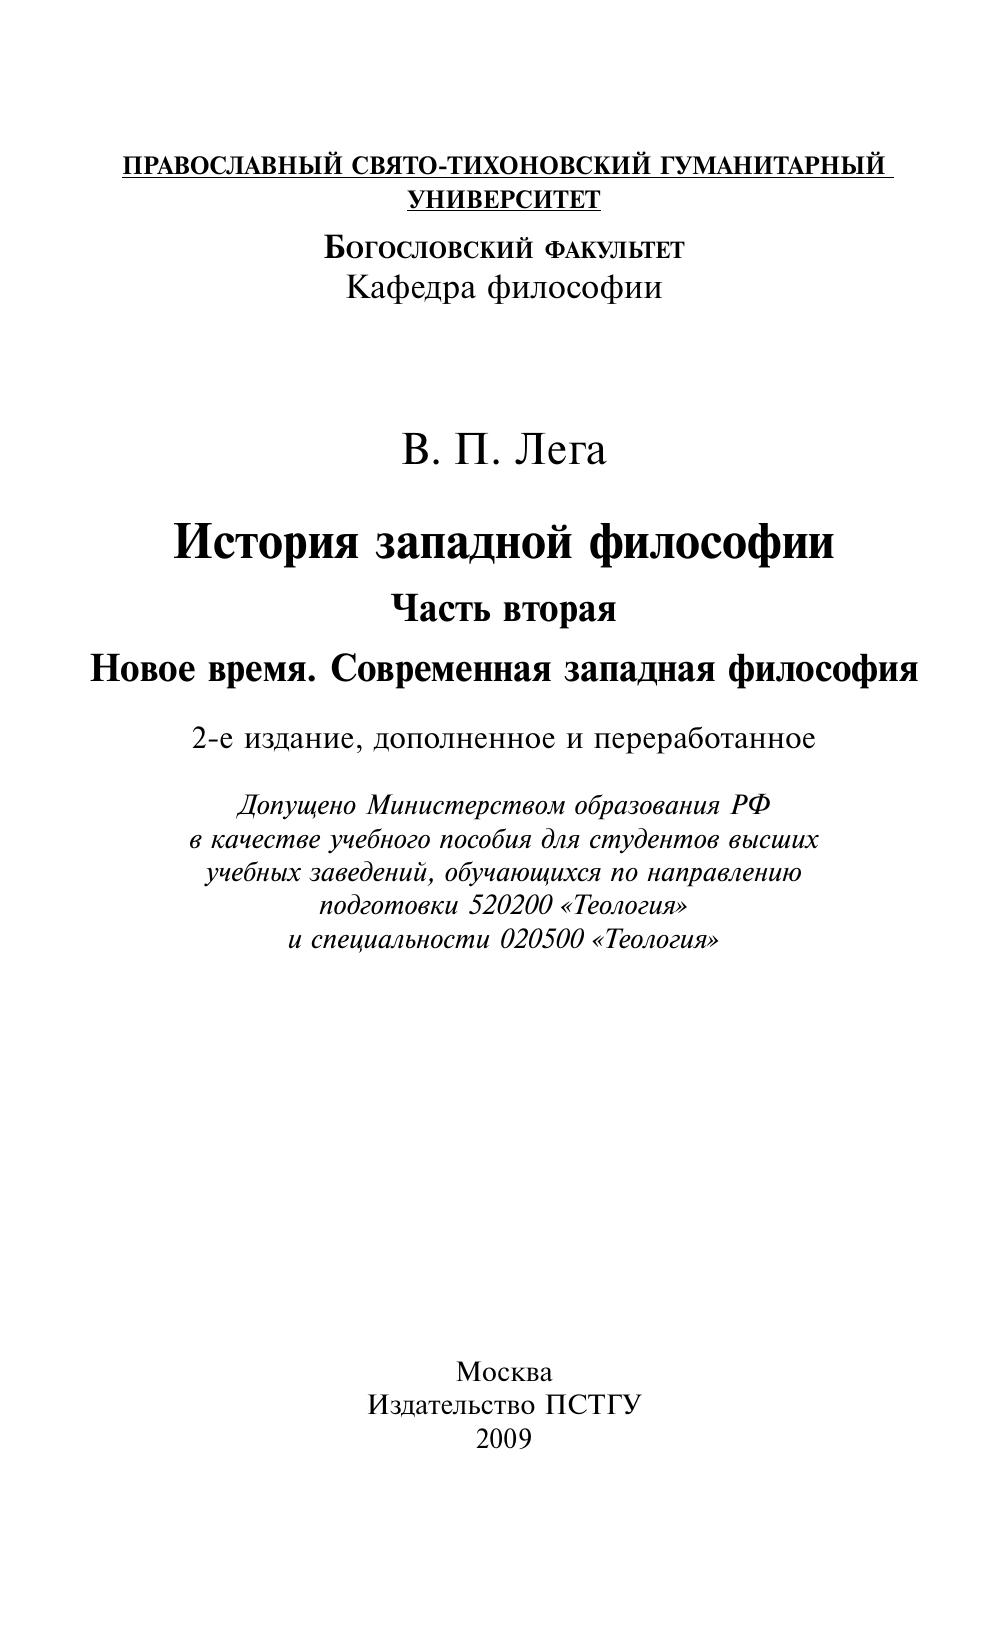 ПРАВОСЛАВНЫЙ СВЯТО-ТИХОНОВСКИЙ ГУМАНИТАРНЫЙ
УНИВЕРСИТЕТ
БОГОСЛОВСКИЙ ФАКУЛЬТЕТ
Кафедра философии
В. П. Лега
История западной философии
Часть вторая
Новое время. Современная западная философия
2-е издание, дополненное и переработанное
Допущено Министерством образования РФ
в качестве учебного пособия для студентов высших
учебных заведений, обучающихся по направлению
подготовки 520200 «Теология»
и специальности 020500 «Теология»
Москва
Издательство ПСТГУ
2009